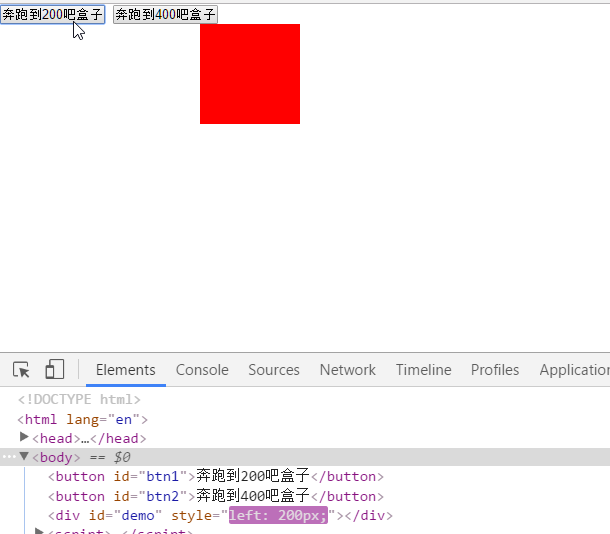 奔跑到200吧盒子 奔跑到400吧盒子
Elements Console Sources Network Timeline Profiles Application
<!DOCTYPE html>
<html lang="en">
<head>…</head>
<body> == $0
<button id="btn1">奔跑到200吧盒子</button>
<button id="btn2">奔跑到400吧盒子</button>
<div id="demo" style="left: 200px;"></div>
<script>…</script>